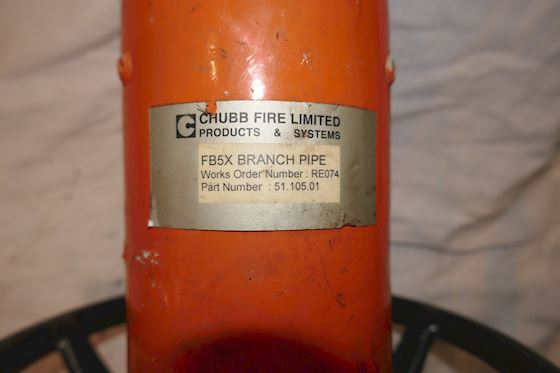 C CHUBB FIRE LIMITED
PRODUCTS & SYSTEMS
FB5X BRANCH PIPE
Works Order Number : RE074
Part Number : 51.105.01